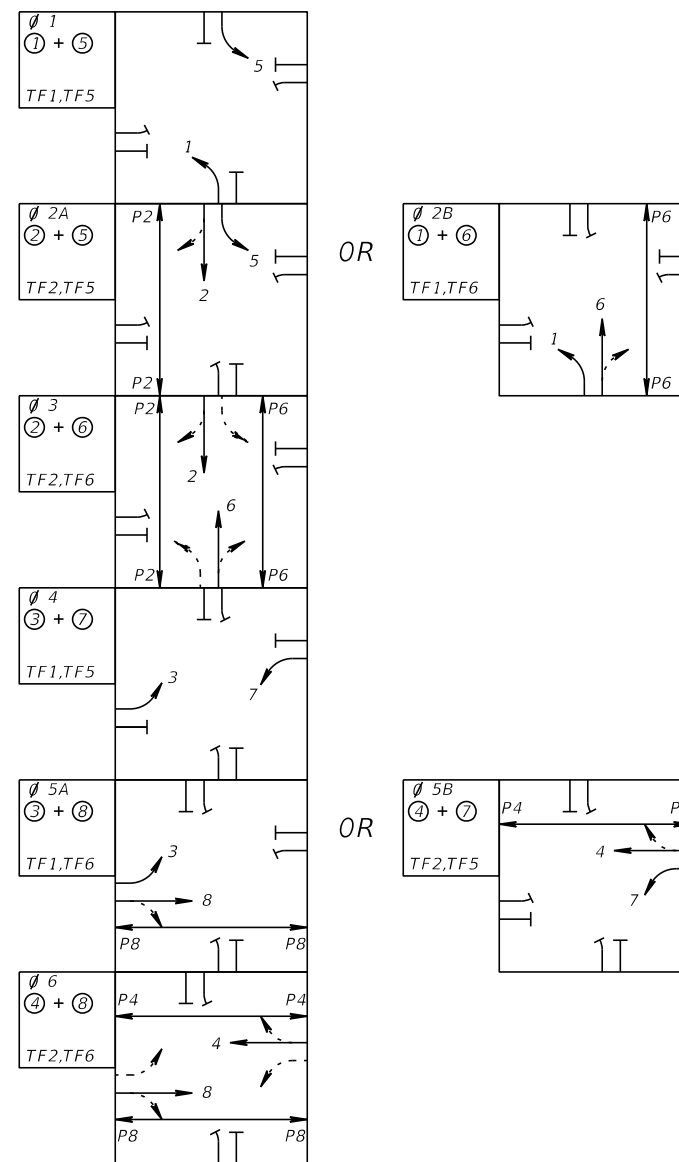 Ø 1
1 + 5
TF1,TF5
5
1
Ø 2A
2 + 5
TF2,TF5
P2
5
2
P2
OR
Ø 2B
1 + 6
TF1,TF6
P6
6
1
P6
Ø 3
2 + 6
TF2,TF6
P2
P6
2
6
P2
P6
Ø 4
3 + 7
TF1,TF5
3
7
Ø 5A
3 + 8
TF1,TF6
3
8
P8
P8
OR
Ø 5B
4 + 7
TF2,TF5
P4
4
7
Ø 6
4 + 8
TF2,TF6
P4
P4
4
8
P8
P8